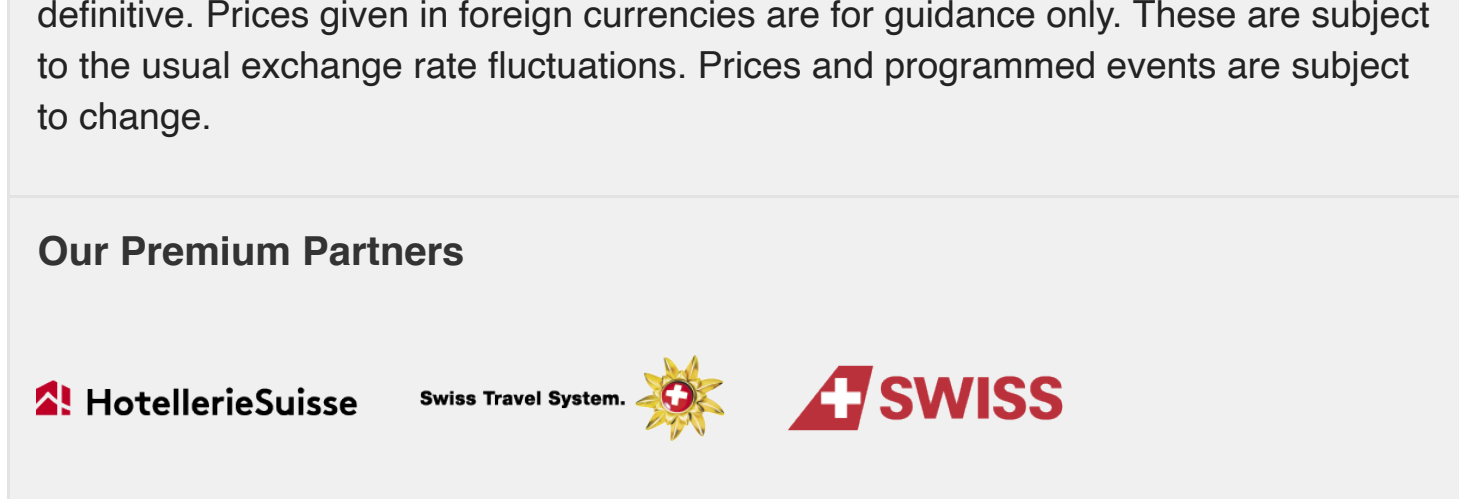 definitive. Prices given in foreign currencies are for guidance only. These are subject
to the usual exchange rate fluctuations. Prices and programmed events are subject
to change.
Our Premium Partners
HotellerieSuisse Swiss Travel System. SWISS